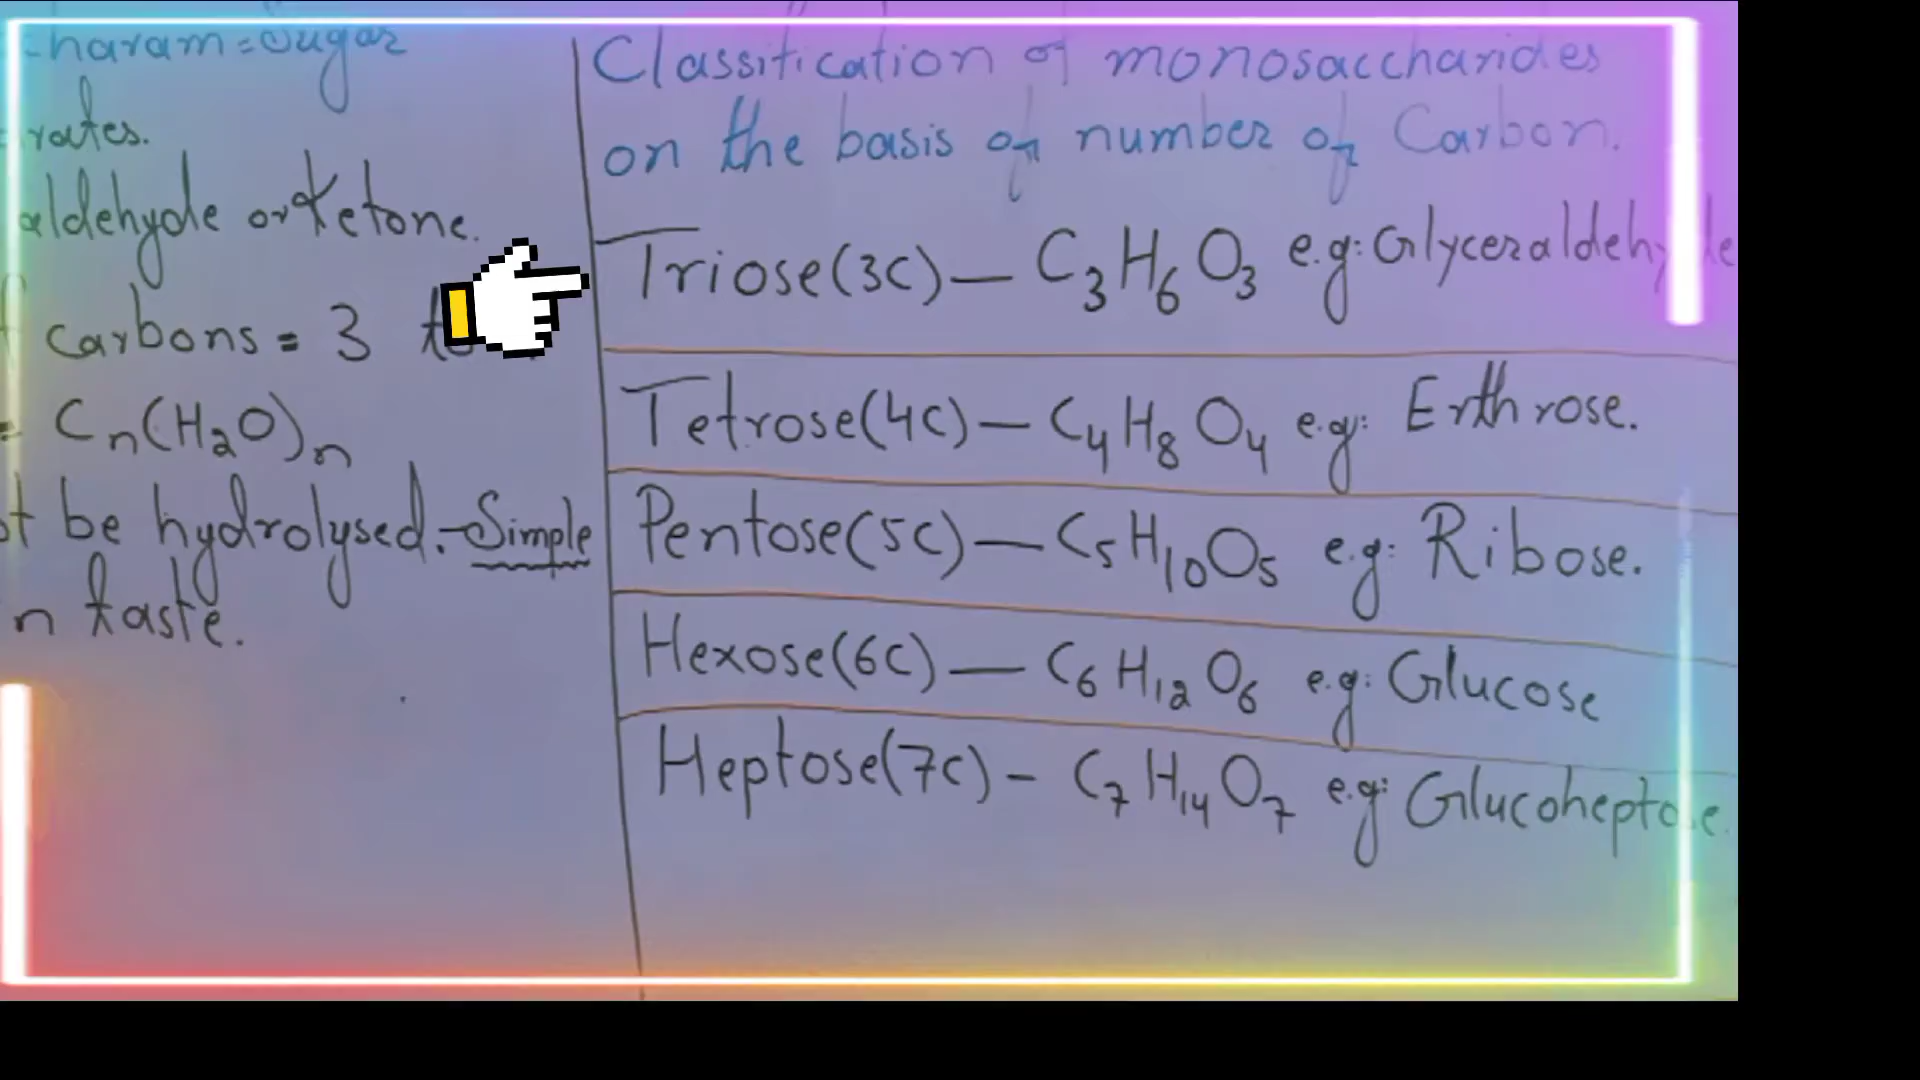 charam = Sugar
rates.
aldehyde or Ketone.
carbons = 3
= Cn(H2O)n
ot be hydrolysed. - Simple
n taste.
Classification of monosaccharides
on the basis of number of Carbon.
Triose(3C) — C3H6O3 e.g: Glyceraldehyde
Tetrose(4C) — C4H8O4 e.g: Erthrose.
Pentose(5C) — C5H10O5 e.g: Ribose.
Hexose(6C) — C6H12O6 e.g: Glucose
Heptose(7C) - C7H14O7 e.g: Glucoheptose.